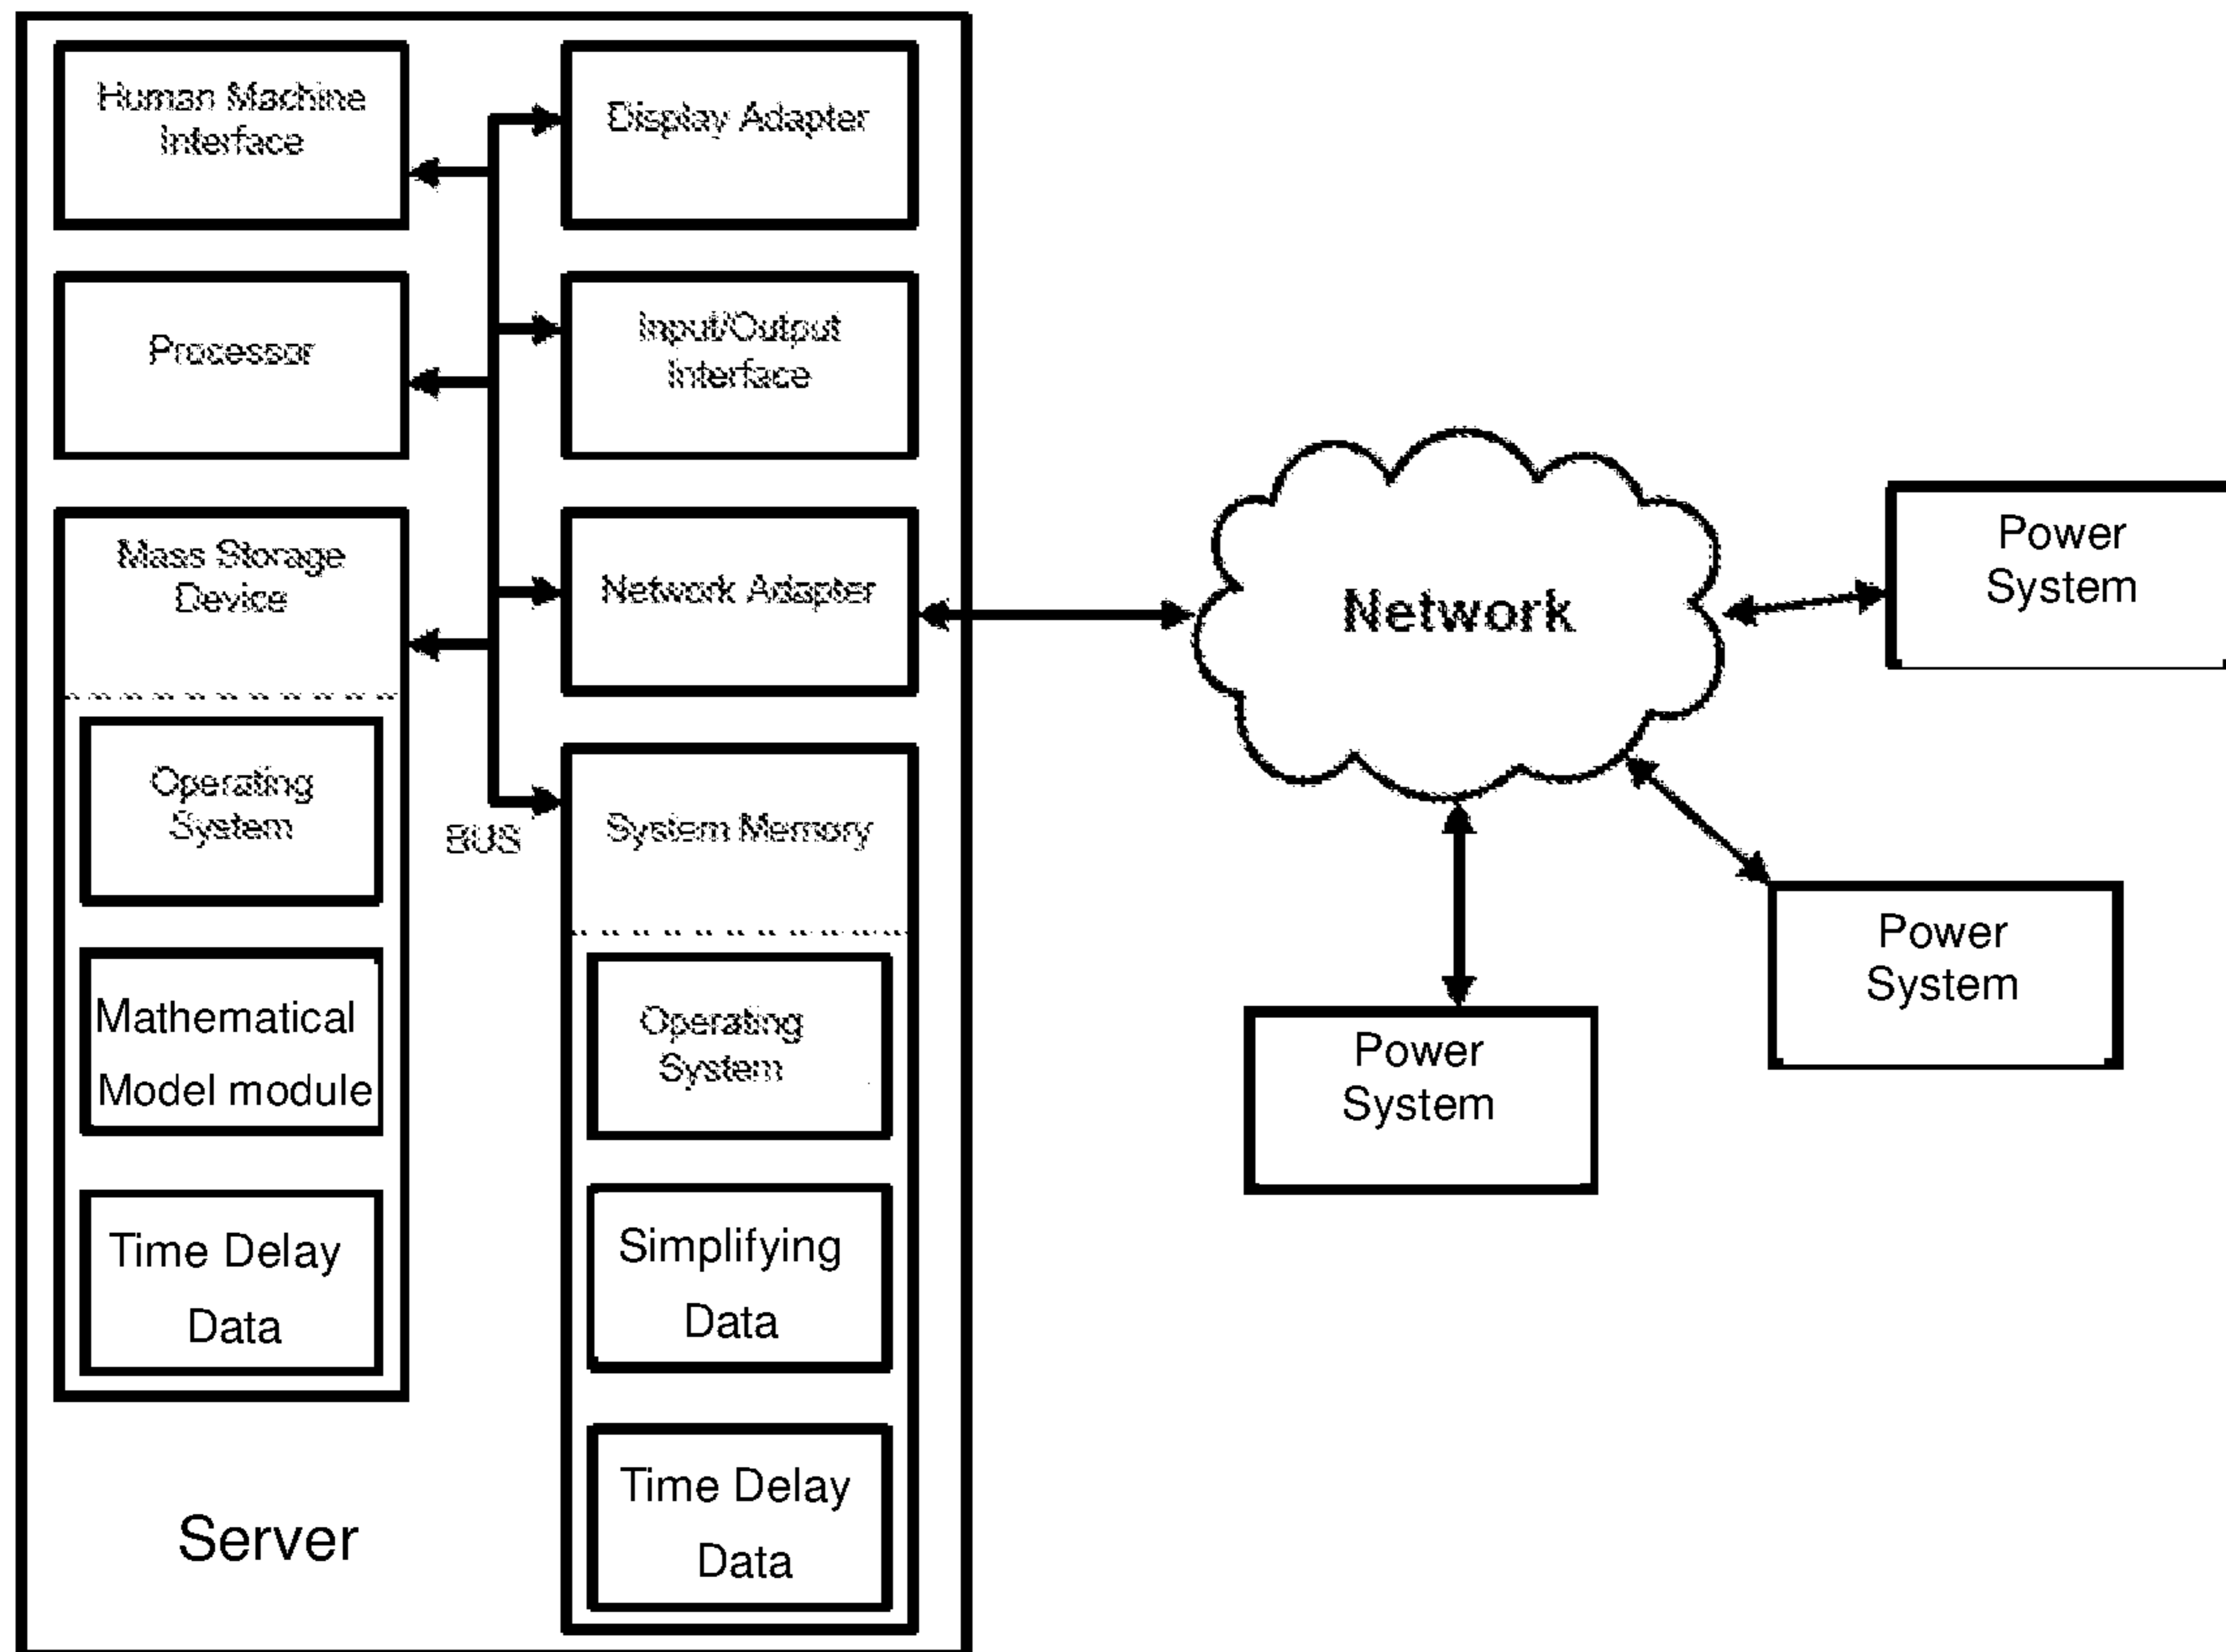 Human Machine
Interface
Display Adapter
Processor
Input/Output
Interface
Mass Storage
Device
Network Adapter
Operating
System
BUS
System Memory
Mathematical
Model module
Operating
System
Time Delay
Data
Simplifying
Data
Time Delay
Data
Server
Network
Power
System
Power
System
Power
System